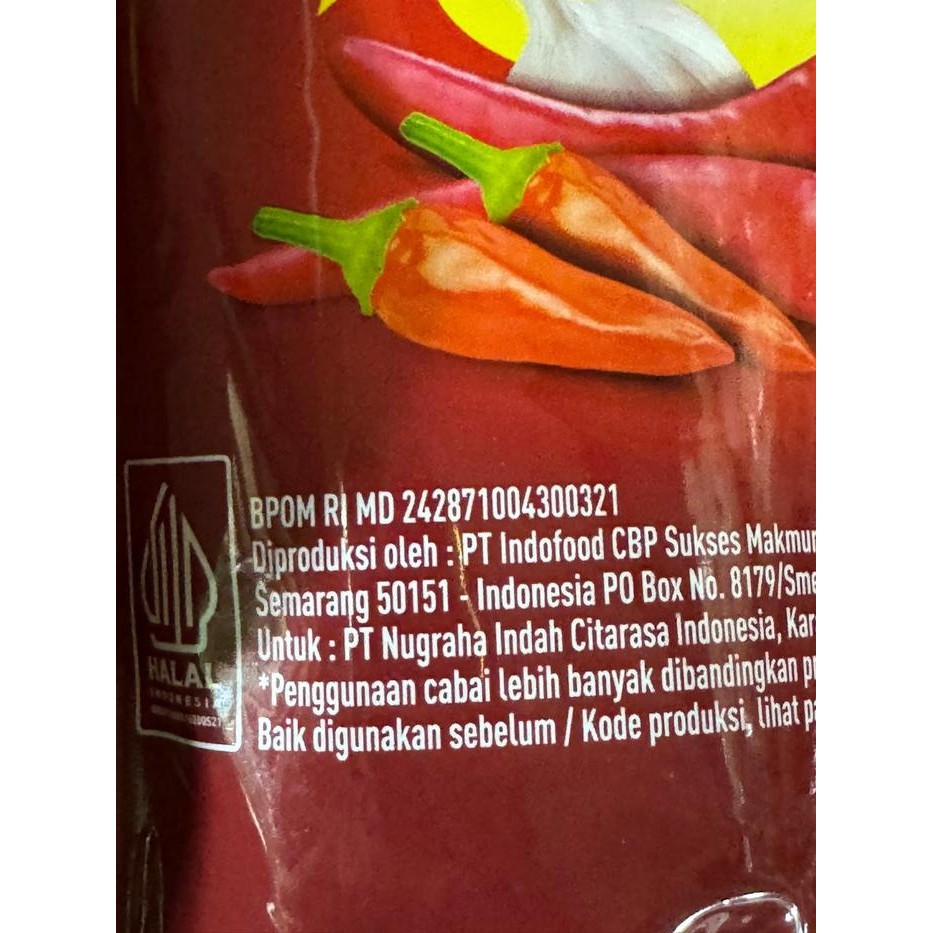 BPOM RI MD 242871004300321
Diproduksi oleh : PT Indofood CBP Sukses Makmur
Semarang 50151 - Indonesia PO Box No. 8179/Sme
Untuk : PT Nugraha Indah Citarasa Indonesia, Kar
*Penggunaan cabai lebih banyak dibandingkan pr
Baik digunakan sebelum / Kode produksi, lihat pa
HALAL
INDONESIA